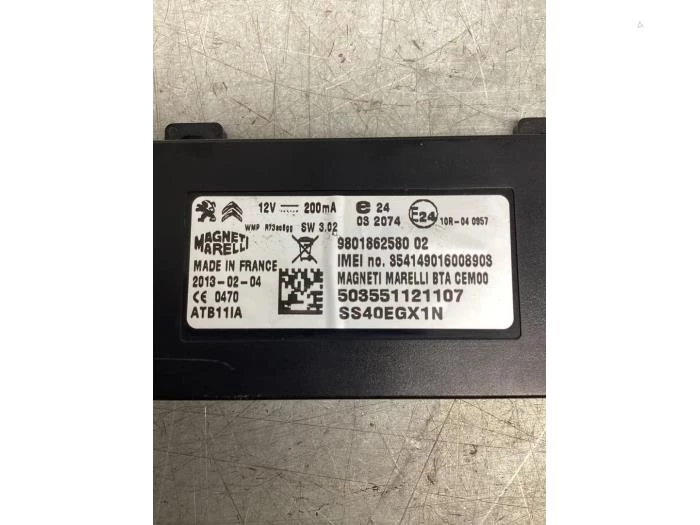 12V 200mA e 24
03 2074 E24 10R-04 0957
WMP R73ac8gg SW 3.02
MAGNETI
MARELLI
MADE IN FRANCE
2013-02-04
CE 0470
ATB11IA
9801862580 02
IMEI no. 354149016008903
MAGNETI MARELLI BTA CEM00
503551121107
SS40EGX1N